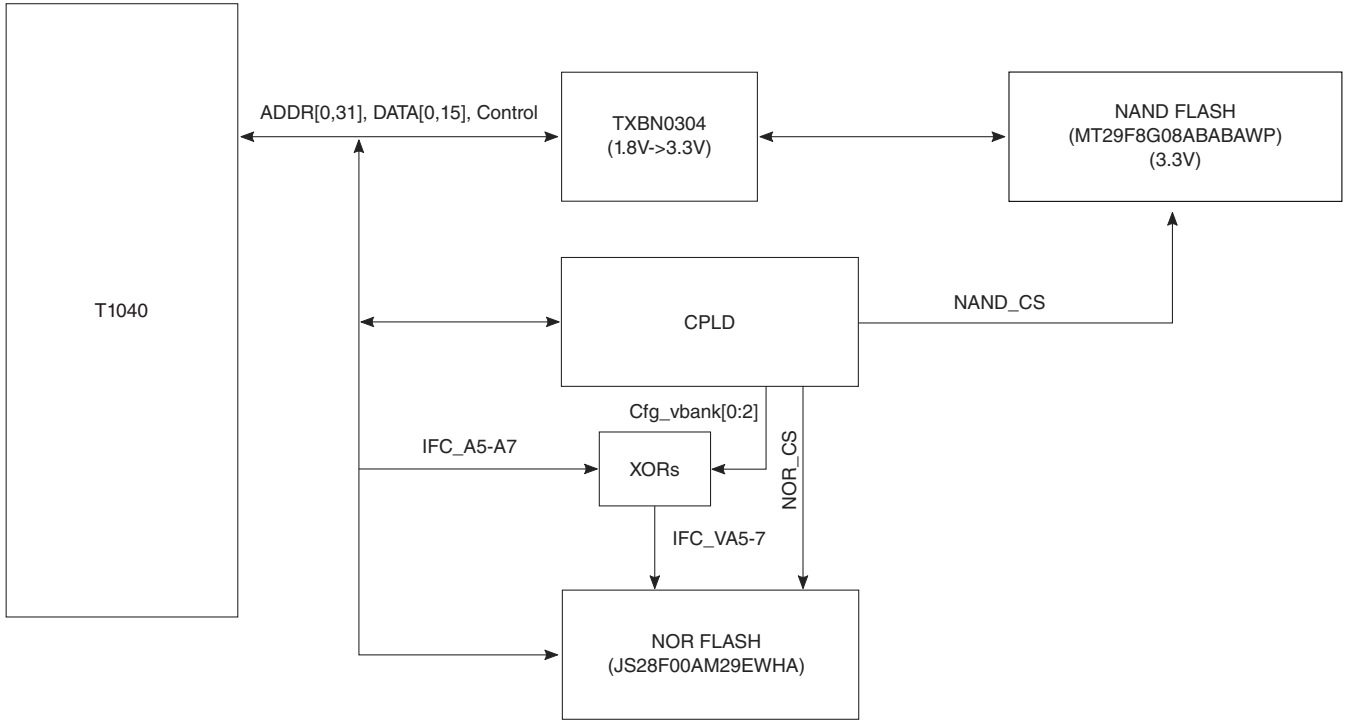 ADDR[0,31], DATA[0,15], Control
TXBN0304
(1.8V->3.3V)
NAND FLASH
(MT29F8G08ABABAWP)
(3.3V)
T1040
CPLD
NAND_CS
Cfg_vbank[0:2]
IFC_A5-A7
XORs
NOR_CS
IFC_VA5-7
NOR FLASH
(JS28F00AM29EWHA)